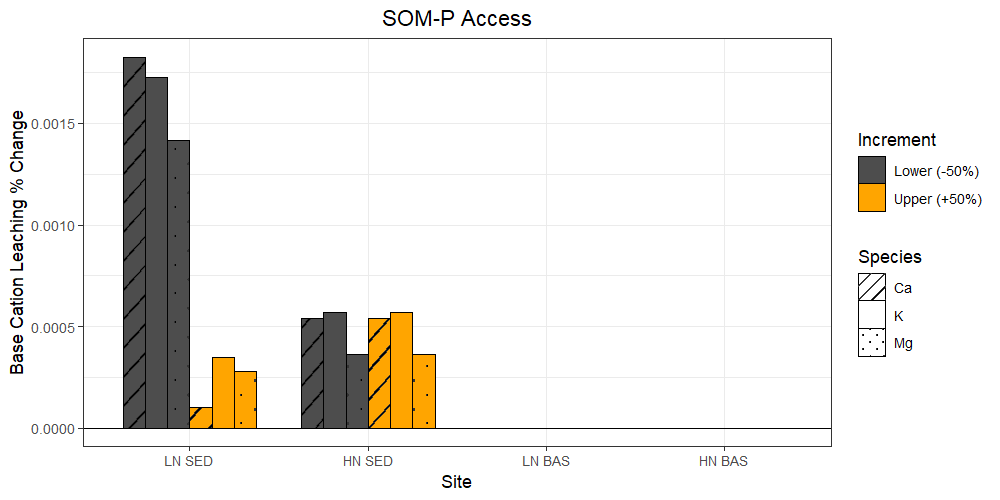 SOM-P Access
Base Cation Leaching % Change
0.0015
0.0010
0.0005
0.0000
LN SED
HN SED
LN BAS
HN BAS
Site
Increment
Lower (-50%)
Upper (+50%)
Species
Ca
K
Mg